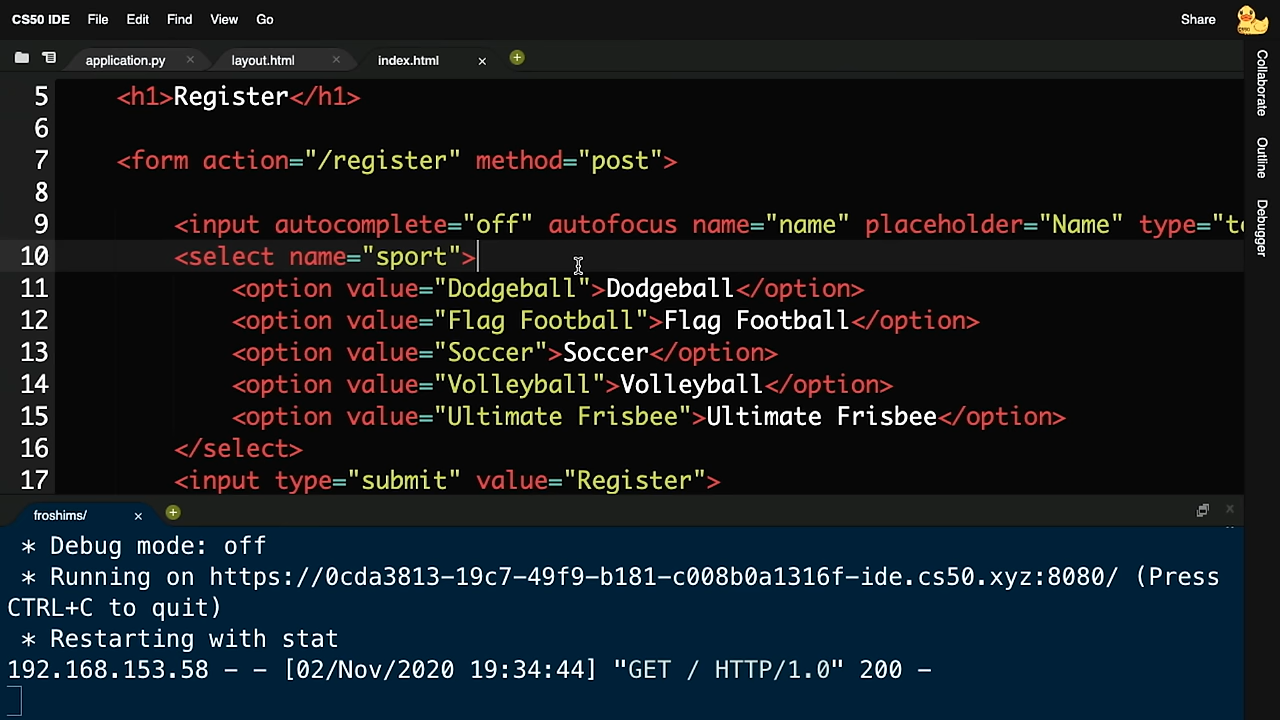 CS50 IDE File Edit Find View Go Share
application.py layout.html index.html
5 <h1>Register</h1>
6
7 <form action="/register" method="post">
8
9 <input autocomplete="off" autofocus name="name" placeholder="Name" type="te
10 <select name="sport">
11 <option value="Dodgeball">Dodgeball</option>
12 <option value="Flag Football">Flag Football</option>
13 <option value="Soccer">Soccer</option>
14 <option value="Volleyball">Volleyball</option>
15 <option value="Ultimate Frisbee">Ultimate Frisbee</option>
16 </select>
17 <input type="submit" value="Register">
Collaborate
Outline
Debugger
froshims/
* Debug mode: off
* Running on https://0cda3813-19c7-49f9-b181-c008b0a1316f-ide.cs50.xyz:8080/ (Press
CTRL+C to quit)
* Restarting with stat
192.168.153.58 - - [02/Nov/2020 19:34:44] "GET / HTTP/1.0" 200 -